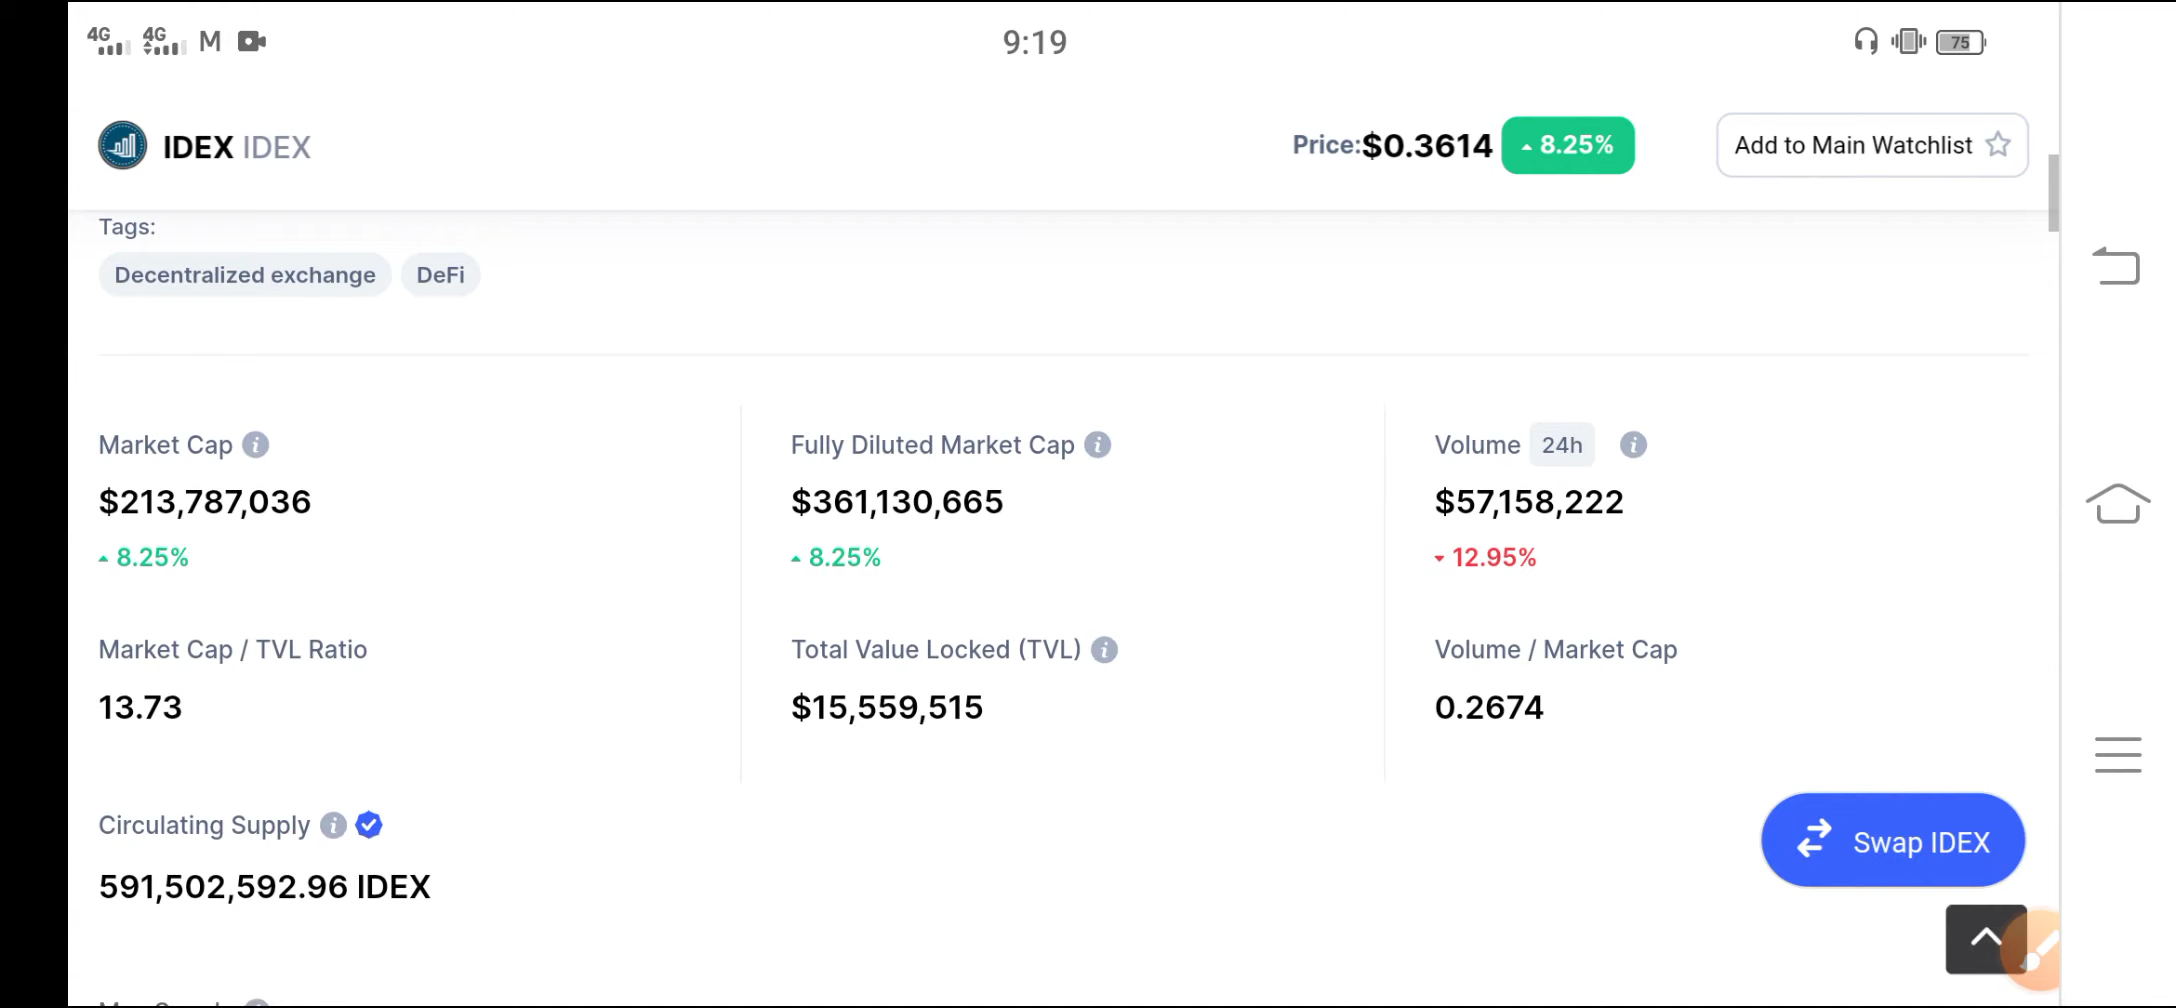 4G 4G M 9:19 75
IDEX IDEX Price:$0.3614 8.25% Add to Main Watchlist
Tags:
Decentralized exchange DeFi
Market Cap Fully Diluted Market Cap Volume 24h
$213,787,036 $361,130,665 $57,158,222
8.25% 8.25% 12.95%
Market Cap / TVL Ratio Total Value Locked (TVL) Volume / Market Cap
13.73 $15,559,515 0.2674
Circulating Supply
Swap IDEX
591,502,592.96 IDEX